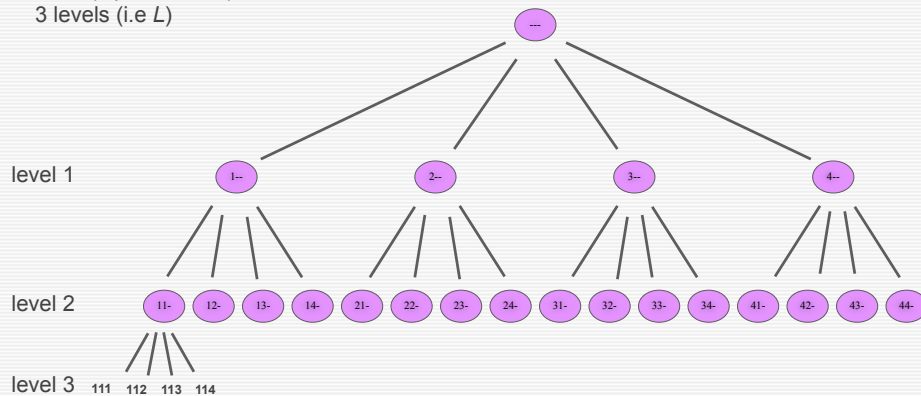 3 levels (i.e L)
---
level 1
1-- 2-- 3-- 4--
level 2
11- 12- 13- 14- 21- 22- 23- 24- 31- 32- 33- 34- 41- 42- 43- 44-
level 3
111 112 113 114